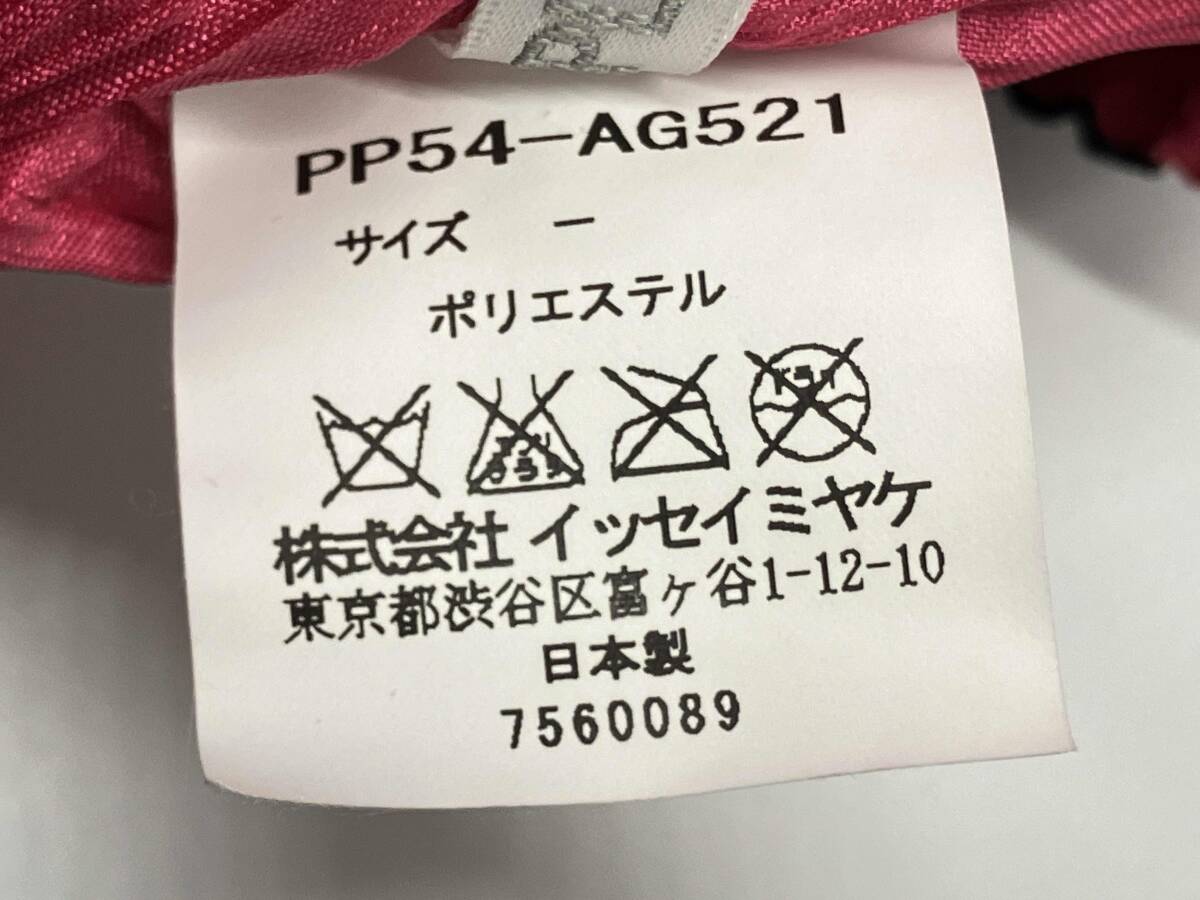 PP54-AG521
サイズ －
ポリエステル
株式会社 イッセイミヤケ
東京都渋谷区富ヶ谷1-12-10
日本製
7560089